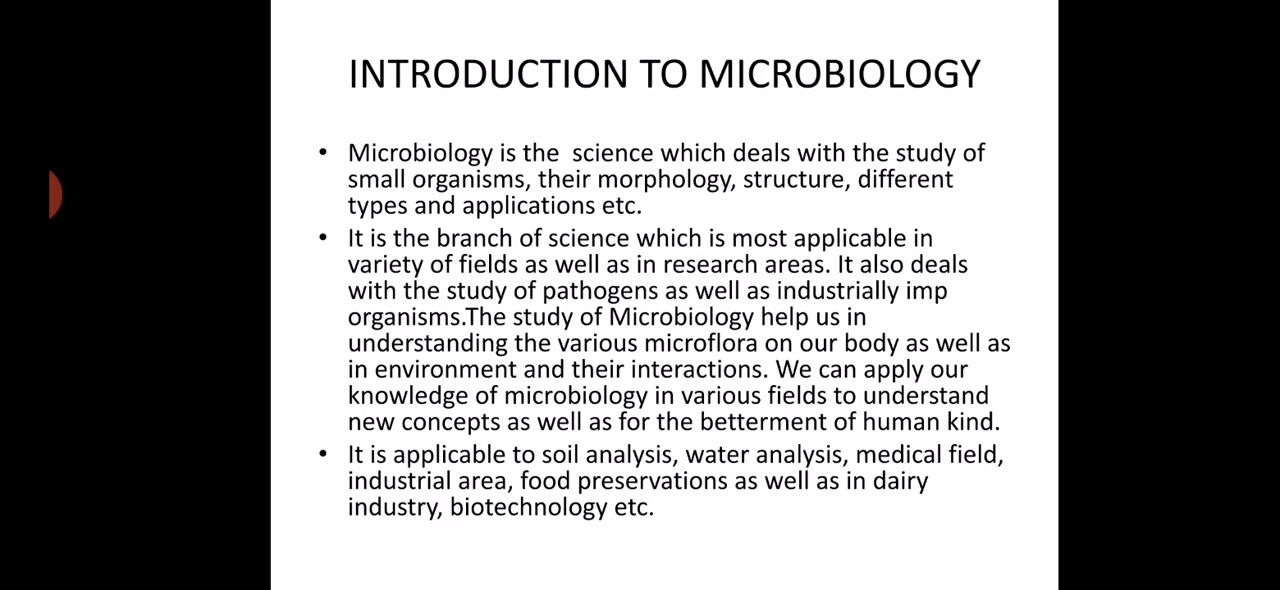 INTRODUCTION TO MICROBIOLOGY
• Microbiology is the  science which deals with the study of
small organisms, their morphology, structure, different
types and applications etc.
• It is the branch of science which is most applicable in
variety of fields as well as in research areas. It also deals
with the study of pathogens as well as industrially imp
organisms.The study of Microbiology help us in
understanding the various microflora on our body as well as
in environment and their interactions. We can apply our
knowledge of microbiology in various fields to understand
new concepts as well as for the betterment of human kind.
• It is applicable to soil analysis, water analysis, medical field,
industrial area, food preservations as well as in dairy
industry, biotechnology etc.